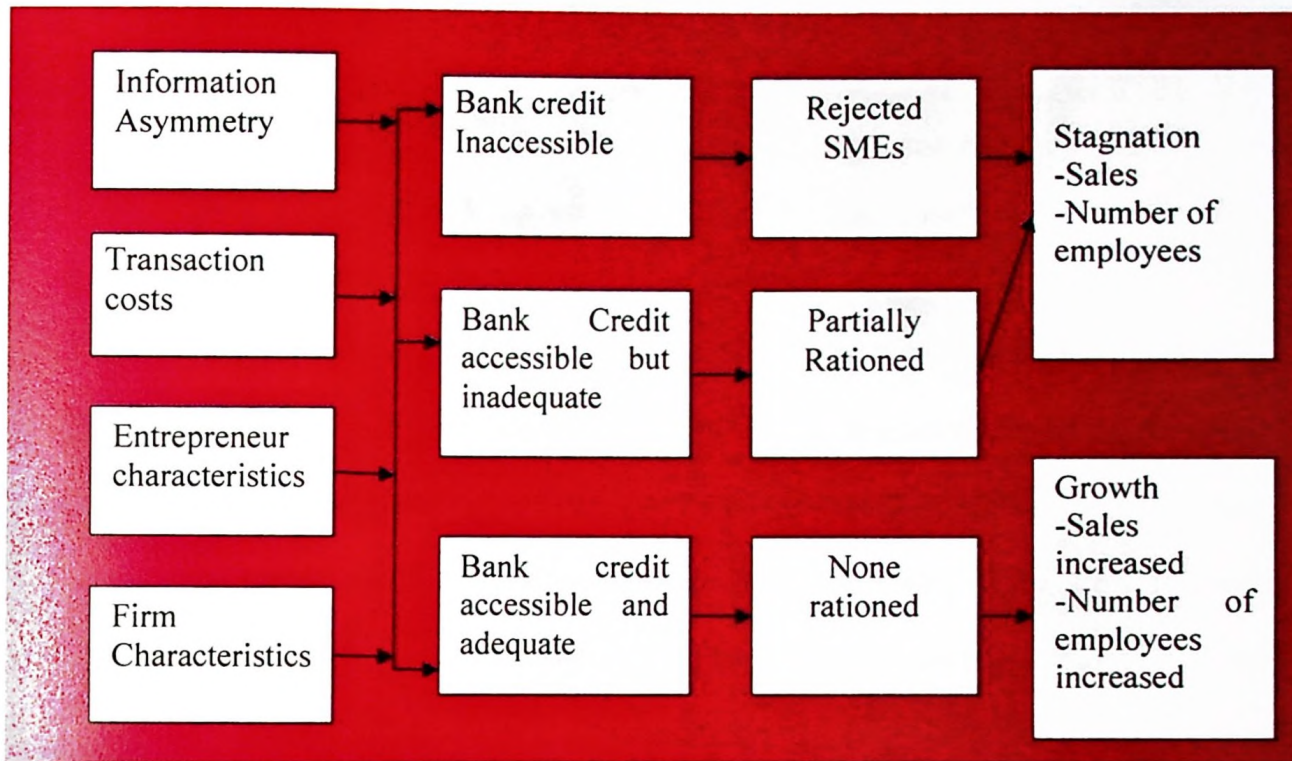 Information
Asymmetry
Transaction
costs
Entrepreneur
characteristics
Firm
Characteristics
Bank credit
Inaccessible
Bank Credit
accessible but
inadequate
Bank credit
accessible and
adequate
Rejected
SMEs
Partially
Rationed
None
rationed
Stagnation
-Sales
-Number of
employees
Growth
-Sales
increased
-Number of
employees
increased